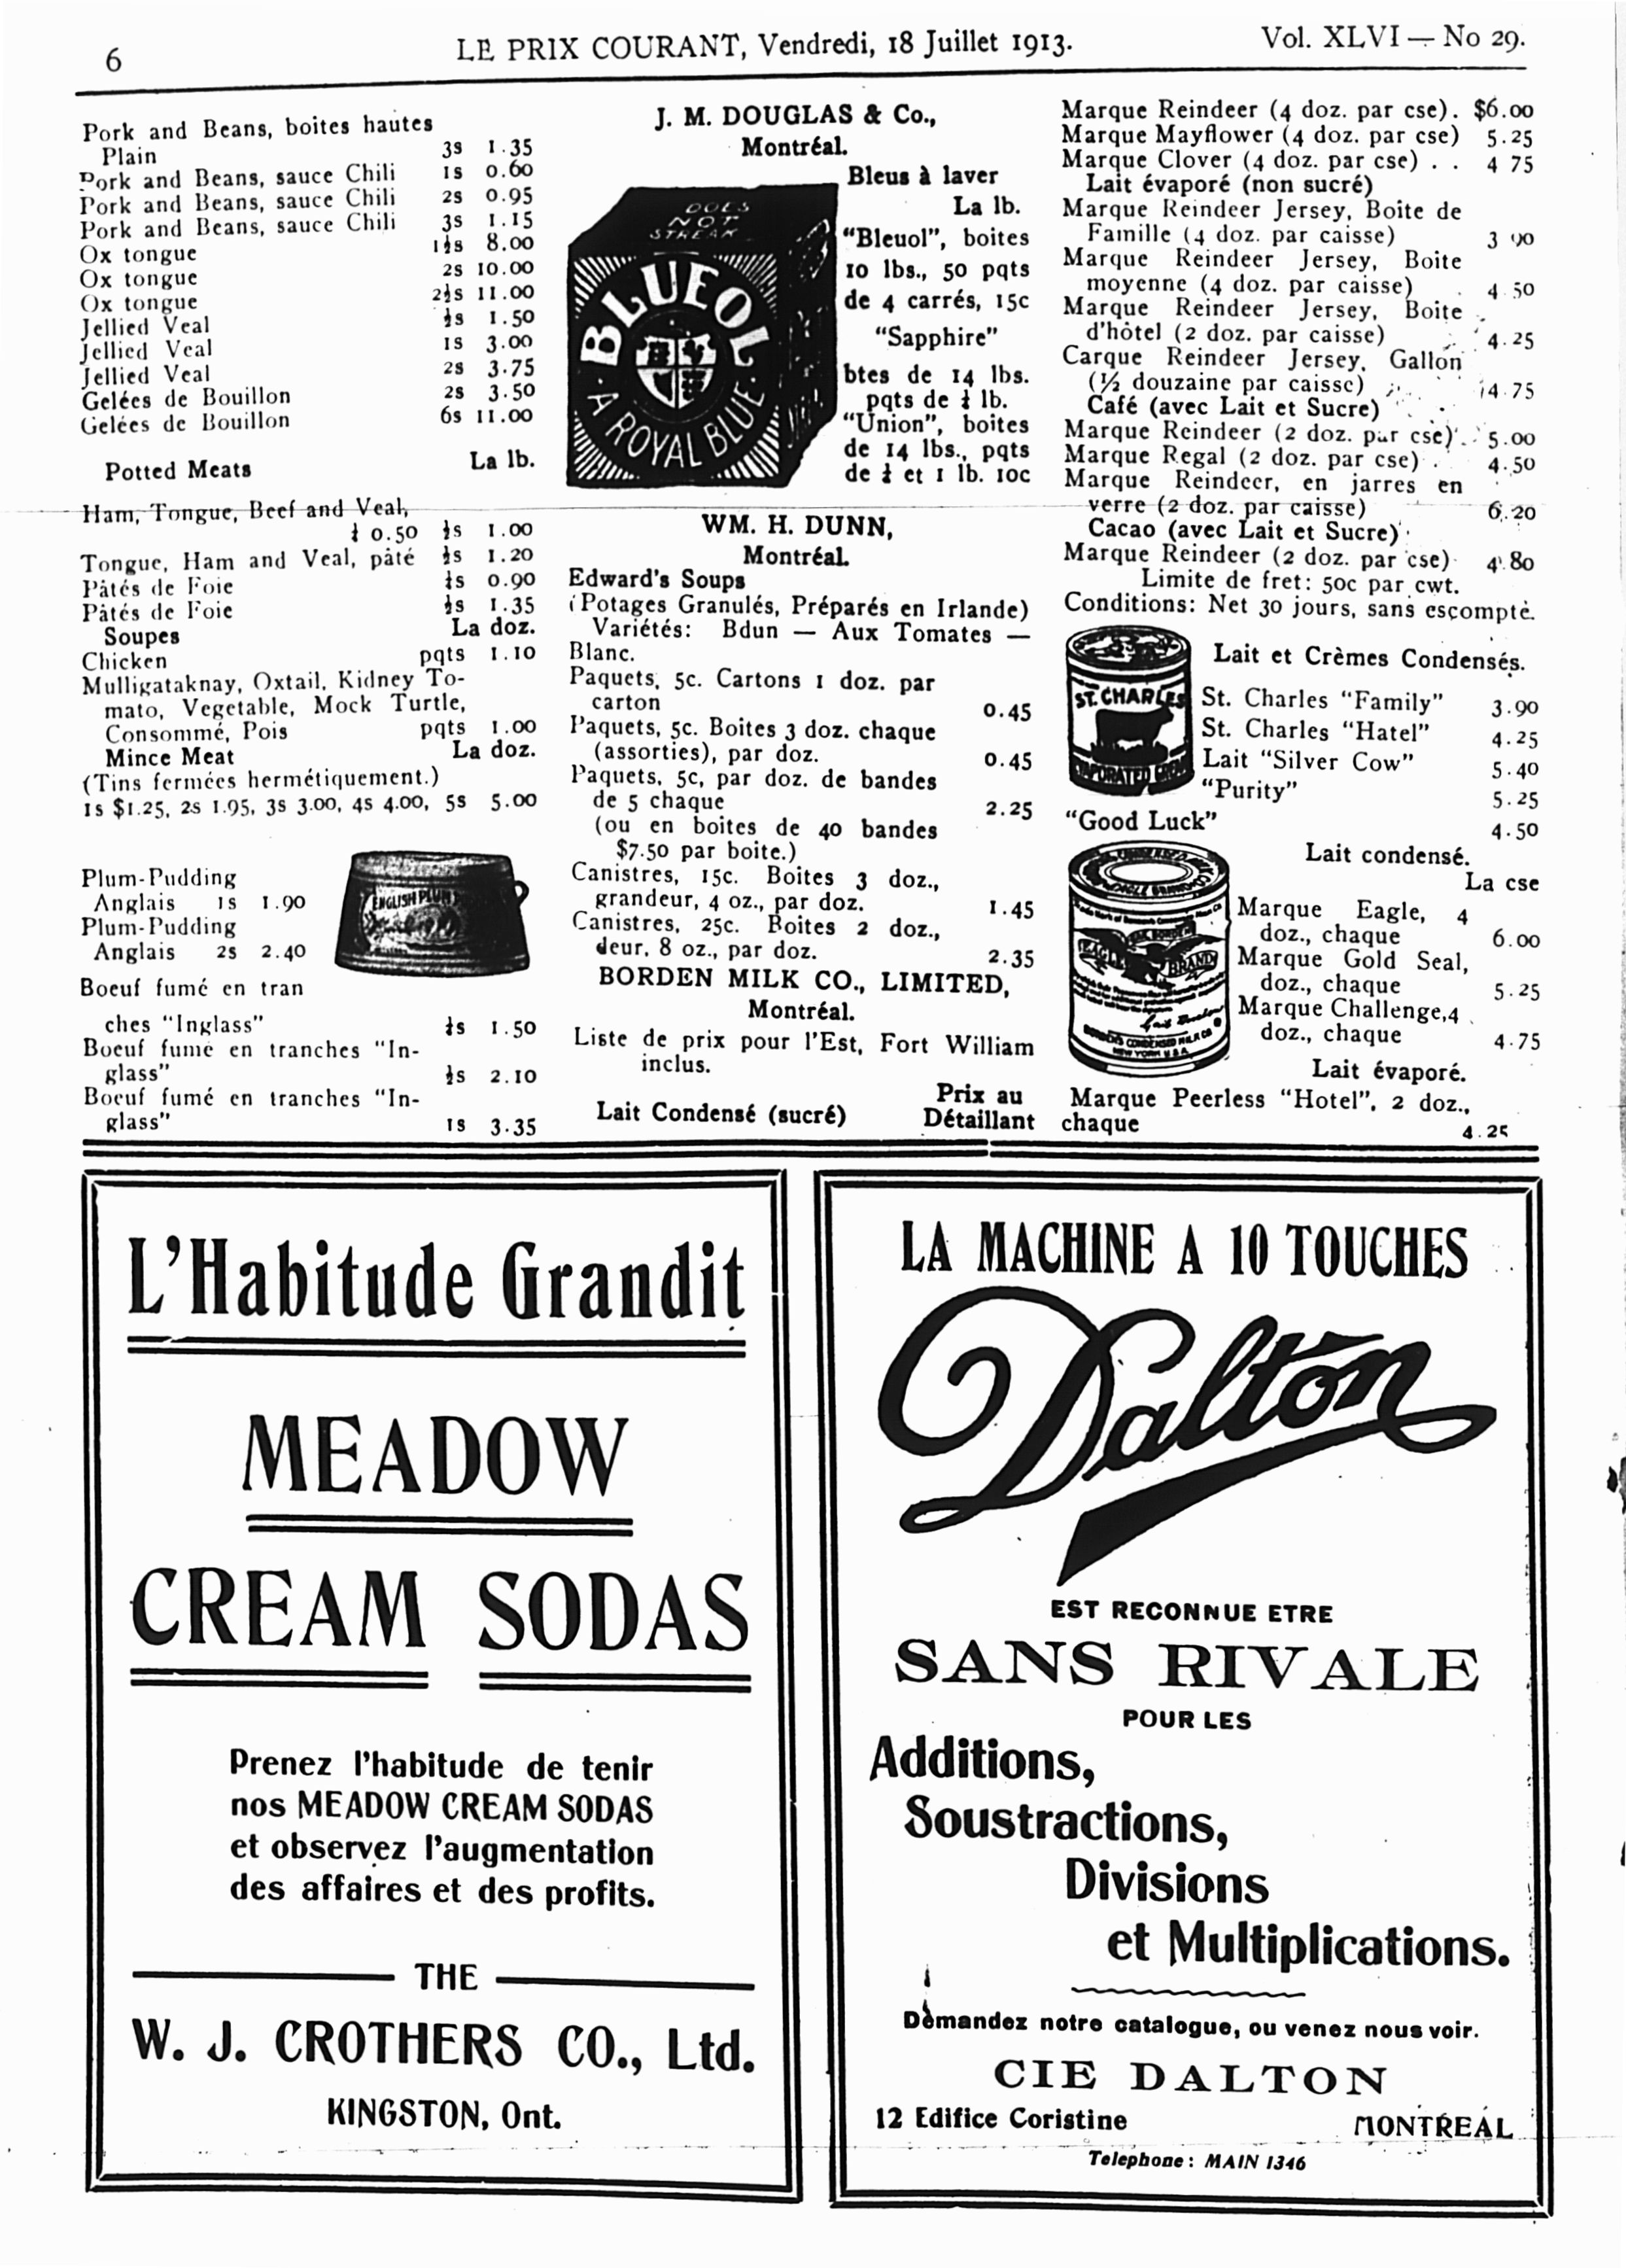 6
LE PRIX COURANT, Vendredi, 18 Juillet 1913.
Vol. XLVI — No 29.
Pork and Beans, boites hautes
Plain 3s 1.35
Pork and Beans, sauce Chili 1s 0.60
Pork and Beans, sauce Chili 2s 0.95
Pork and Beans, sauce Chili 3s 1.15
Ox tongue 1½s 8.00
Ox tongue 2s 10.00
Ox tongue 2½s 11.00
Jellied Veal ½s 1.50
Jellied Veal 1s 3.00
Jellied Veal 2s 3.75
Gelées de Bouillon 2s 3.50
Gelées de Bouillon 6s 11.00
Potted Meats La lb.
Ham, Tongue, Beef and Veal,
¼ 0.50 ½s 1.00
Tongue, Ham and Veal, pâté ½s 1.20
Pâtés de Foie ¼s 0.90
Pâtés de Foie ½s 1.35
Soupes La doz.
Chicken pqts 1.10
Mulligataknay, Oxtail, Kidney To-
mato, Vegetable, Mock Turtle,
Consommé, Pois pqts 1.00
Mince Meat La doz.
(Tins fermées hermétiquement.)
1s $1.25, 2s 1.95, 3s 3.00, 4s 4.00, 5s 5.00
Plum-Pudding
Anglais 1s 1.90
Plum-Pudding
Anglais 2s 2.40
ENGLISH PLUM
Boeuf fumé en tran
ches "Inglass" ¼s 1.50
Boeuf fumé en tranches "In-
glass" ½s 2.10
Boeuf fumé en tranches "In-
glass" 1s 3.35
J. M. DOUGLAS & Co.,
Montréal.
DOES
NOT
STREAK
BLUEOL
A ROYAL BLUE
Bleus à laver
La lb.
"Bleuol", boites
10 lbs., 50 pqts
de 4 carrés, 15c
"Sapphire"
btes de 14 lbs.
pqts de ¼ lb.
"Union", boites
de 14 lbs., pqts
de ¼ et 1 lb. 10c
WM. H. DUNN,
Montréal.
Edward's Soups
(Potages Granulés, Préparés en Irlande)
Variétés: Bdun — Aux Tomates —
Blanc.
Paquets, 5c. Cartons 1 doz. par
carton 0.45
Paquets, 5c. Boites 3 doz. chaque
(assorties), par doz. 0.45
Paquets, 5c, par doz. de bandes
de 5 chaque 2.25
(ou en boites de 40 bandes
$7.50 par boite.)
Canistres, 15c. Boites 3 doz.,
grandeur, 4 oz., par doz. 1.45
Canistres, 25c. Boites 2 doz.,
deur, 8 oz., par doz. 2.35
BORDEN MILK CO., LIMITED,
Montréal.
Liste de prix pour l'Est, Fort William
inclus.
Lait Condensé (sucré) Prix au
Détaillant
Marque Reindeer (4 doz. par cse). $6.00
Marque Mayflower (4 doz. par cse) 5.25
Marque Clover (4 doz. par cse) . . 4 75
Lait évaporé (non sucré)
Marque Reindeer Jersey, Boite de
Famille (4 doz. par caisse) 3 90
Marque Reindeer Jersey, Boite
moyenne (4 doz. par caisse) 4 50
Marque Reindeer Jersey, Boite
d'hôtel (2 doz. par caisse) 4.25
Carque Reindeer Jersey, Gallon
(½ douzaine par caisse) 4.75
Café (avec Lait et Sucre)
Marque Reindeer (2 doz. par cse) 5.00
Marque Regal (2 doz. par cse) . 4.50
Marque Reindeer, en jarres en
verre (2 doz. par caisse) 6.20
Cacao (avec Lait et Sucre)
Marque Reindeer (2 doz. par cse) 4.80
Limite de fret: 50c par cwt.
Conditions: Net 30 jours, sans escompte.
ST. CHARLES
EVAPORATED CREAM
Lait et Crèmes Condensés.
St. Charles "Family" 3.90
St. Charles "Hatel" 4.25
Lait "Silver Cow" 5.40
"Purity" 5.25
"Good Luck" 4.50
Lait condensé.
La cse
EAGLE BRAND
BORDEN'S CONDENSED MILK CO
NEW YORK U.S.A.
Marque Eagle, 4
doz., chaque 6.00
Marque Gold Seal,
doz., chaque 5.25
Marque Challenge,4
doz., chaque 4.75
Lait évaporé.
Marque Peerless "Hotel", 2 doz.,
chaque 4.25
L'Habitude Grandit
MEADOW
CREAM SODAS
Prenez l'habitude de tenir
nos MEADOW CREAM SODAS
et observez l'augmentation
des affaires et des profits.
THE
W. J. CROTHERS CO., Ltd.
KINGSTON, Ont.
LA MACHINE A 10 TOUCHES
Dalton
EST RECONNUE ETRE
SANS RIVALE
POUR LES
Additions,
Soustractions,
Divisions
et Multiplications.
Demandez notre catalogue, ou venez nous voir.
CIE DALTON
12 Edifice Coristine MONTREAL
Telephone: MAIN 1346